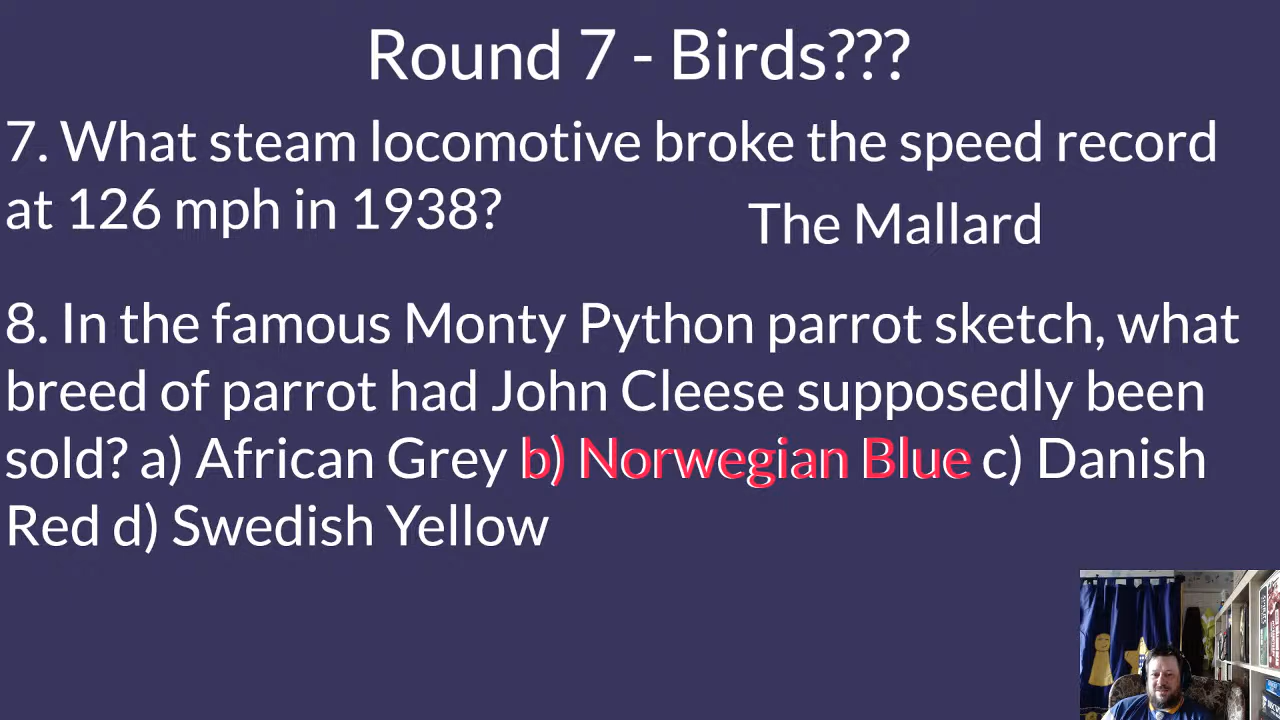 Round 7 - Birds???
7. What steam locomotive broke the speed record
at 126 mph in 1938?
The Mallard
8. In the famous Monty Python parrot sketch, what
breed of parrot had John Cleese supposedly been
sold? a) African Grey b) Norwegian Blue c) Danish
Red d) Swedish Yellow